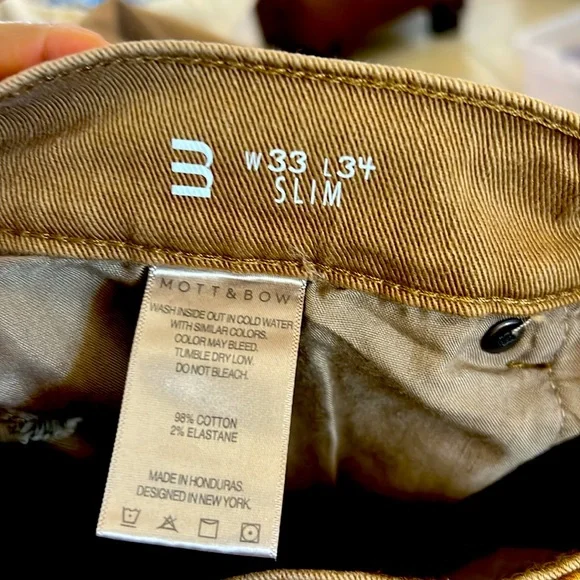 W33 L34
SLIM
MOTT & BOW
WASH INSIDE OUT IN COLD WATER
WITH SIMILAR COLORS.
COLOR MAY BLEED.
TUMBLE DRY LOW.
DO NOT BLEACH.
98% COTTON
2% ELASTANE
MADE IN HONDURAS.
DESIGNED IN NEW YORK.